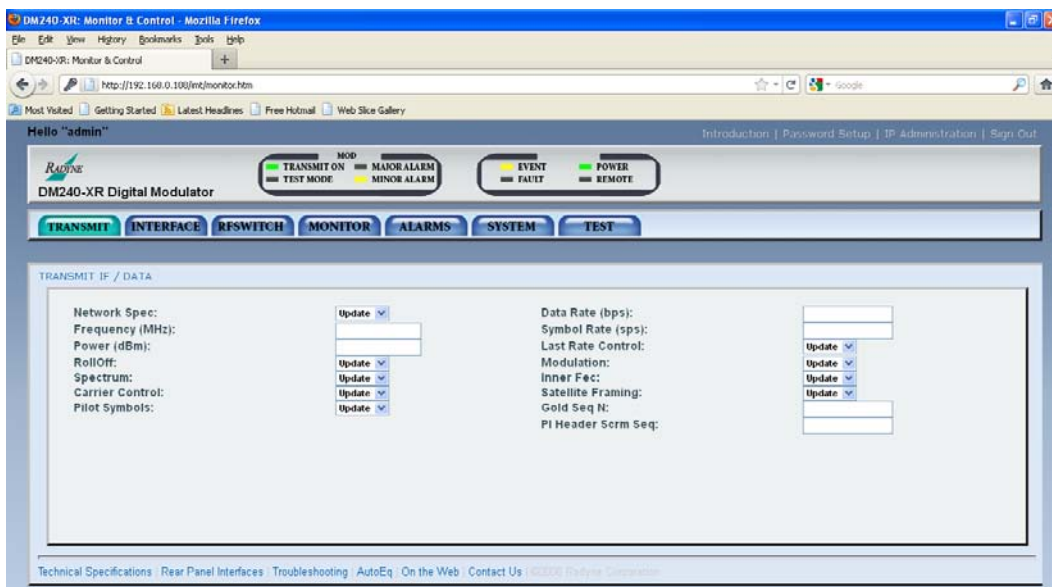 DM240-XR: Monitor & Control - Mozilla Firefox
File Edit View History Bookmarks Tools Help
DM240-XR: Monitor & Control +
http://192.168.0.108/mt/monitor.htm Google
Most Visited Getting Started Latest Headlines Free Hotmail Web Slice Gallery
Hello "admin" Introduction | Password Setup | IP Administration | Sign Out
RADYNE
DM240-XR Digital Modulator
MOD
TRANSMIT ON MAJOR ALARM
TEST MODE MINOR ALARM
EVENT POWER
FAULT REMOTE
TRANSMIT INTERFACE RFSWITCH MONITOR ALARMS SYSTEM TEST
TRANSMIT IF / DATA
Network Spec: Update Data Rate (bps):
Frequency (MHz): Symbol Rate (sps):
Power (dBm): Last Rate Control: Update
RollOff: Update Modulation: Update
Spectrum: Update Inner Fec: Update
Carrier Control: Update Satellite Framing: Update
Pilot Symbols: Update Gold Seq N:
Pl Header Scrm Seq:
Technical Specifications | Rear Panel Interfaces | Troubleshooting | AutoEq | On the Web | Contact Us | Radyne Corporation